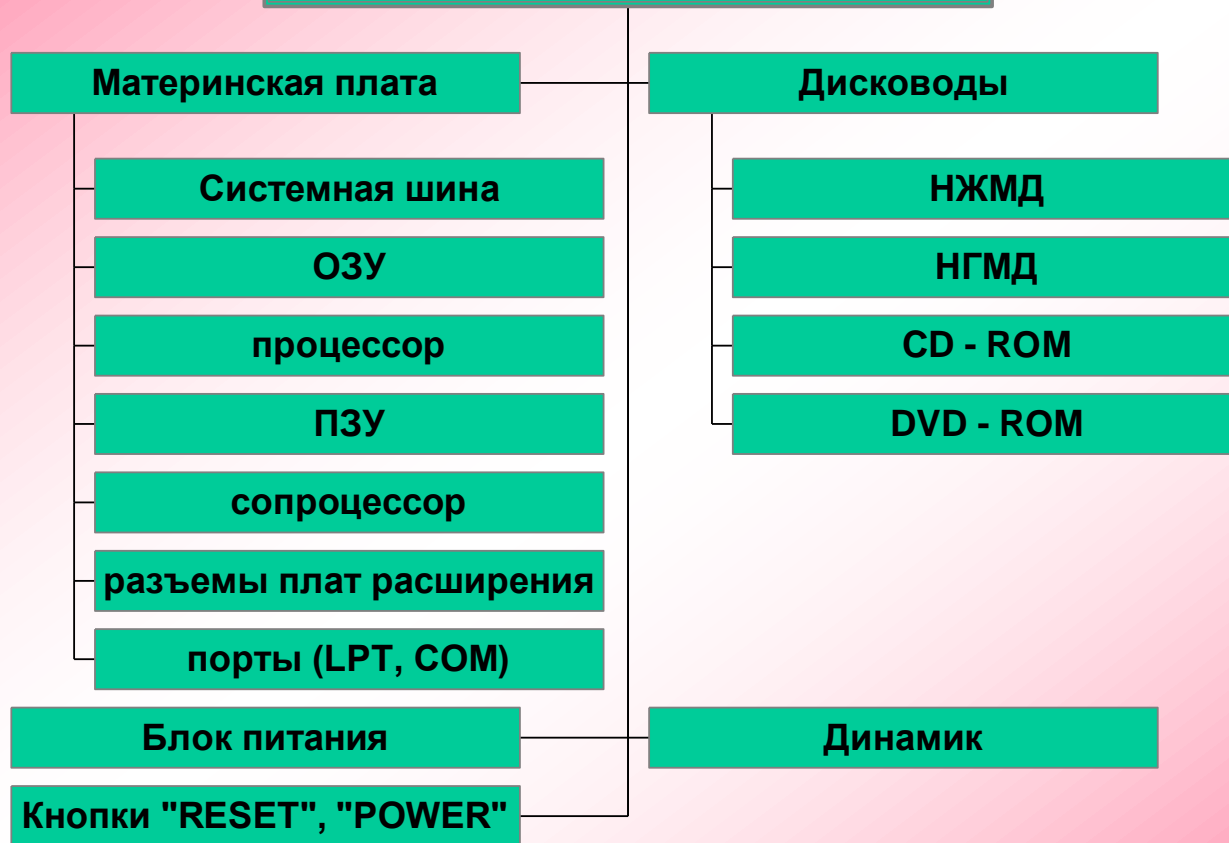 Материнская плата
Системная шина
ОЗУ
процессор
ПЗУ
сопроцессор
разъемы плат расширения
порты (LPT, COM)
Дисководы
НЖМД
НГМД
CD - ROM
DVD - ROM
Блок питания
Динамик
Кнопки "RESET", "POWER"